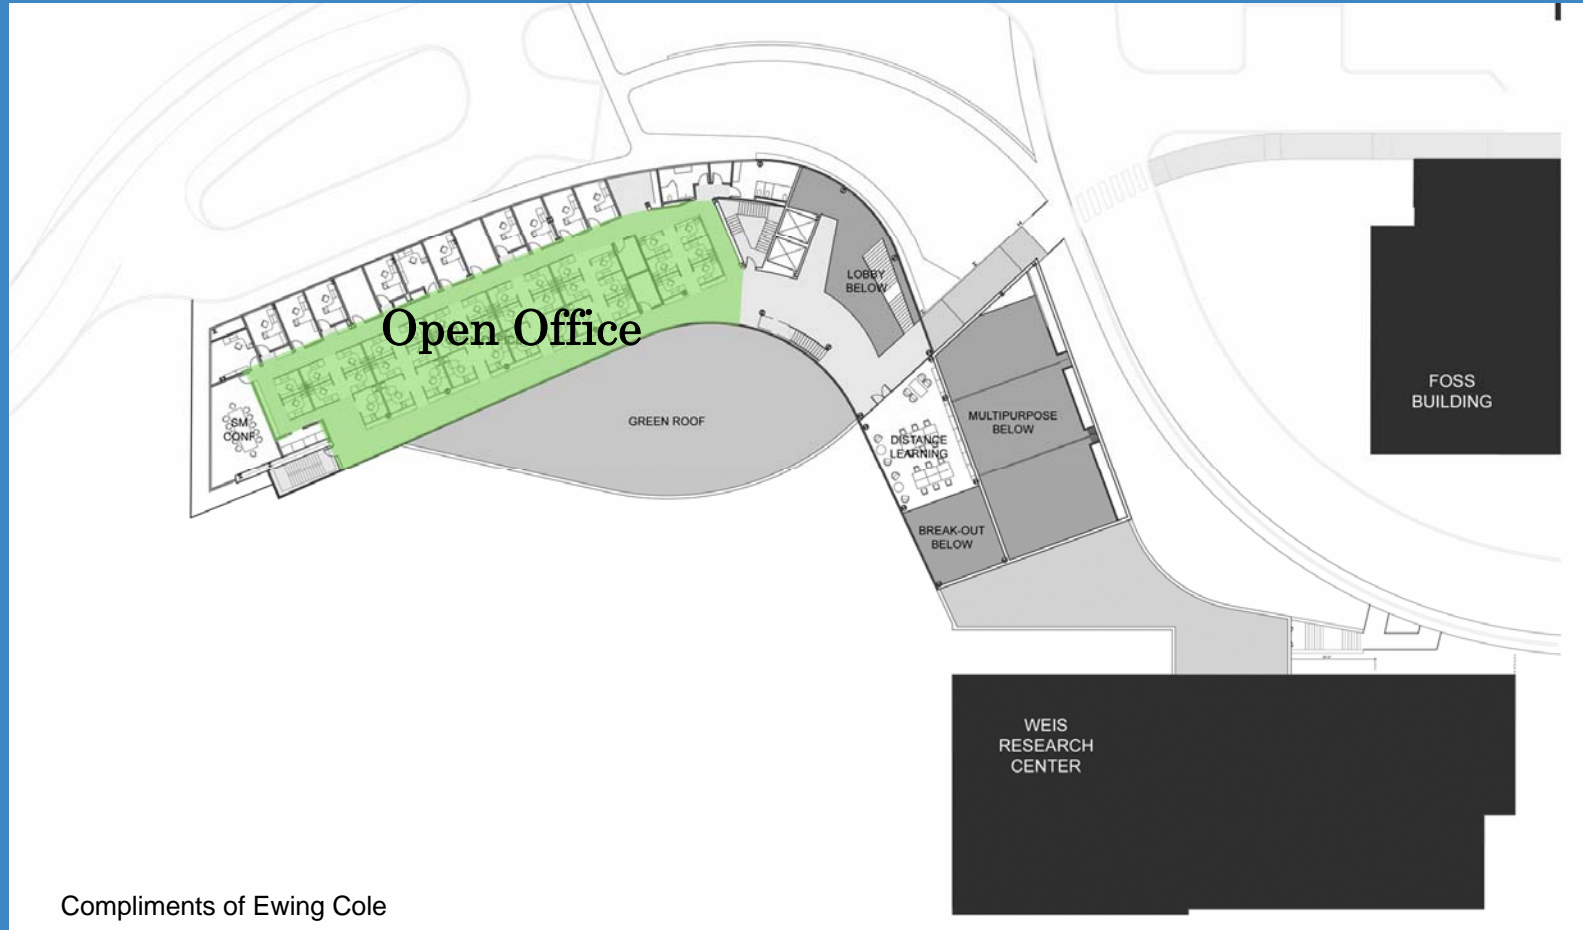 LOBBY
BELOW
Open Office
FOSS
BUILDING
GREEN ROOF
MULTIPURPOSE
BELOW
SM
CONF
DISTANCE
LEARNING
BREAK-OUT
BELOW
WEIS
RESEARCH
CENTER
Compliments of Ewing Cole